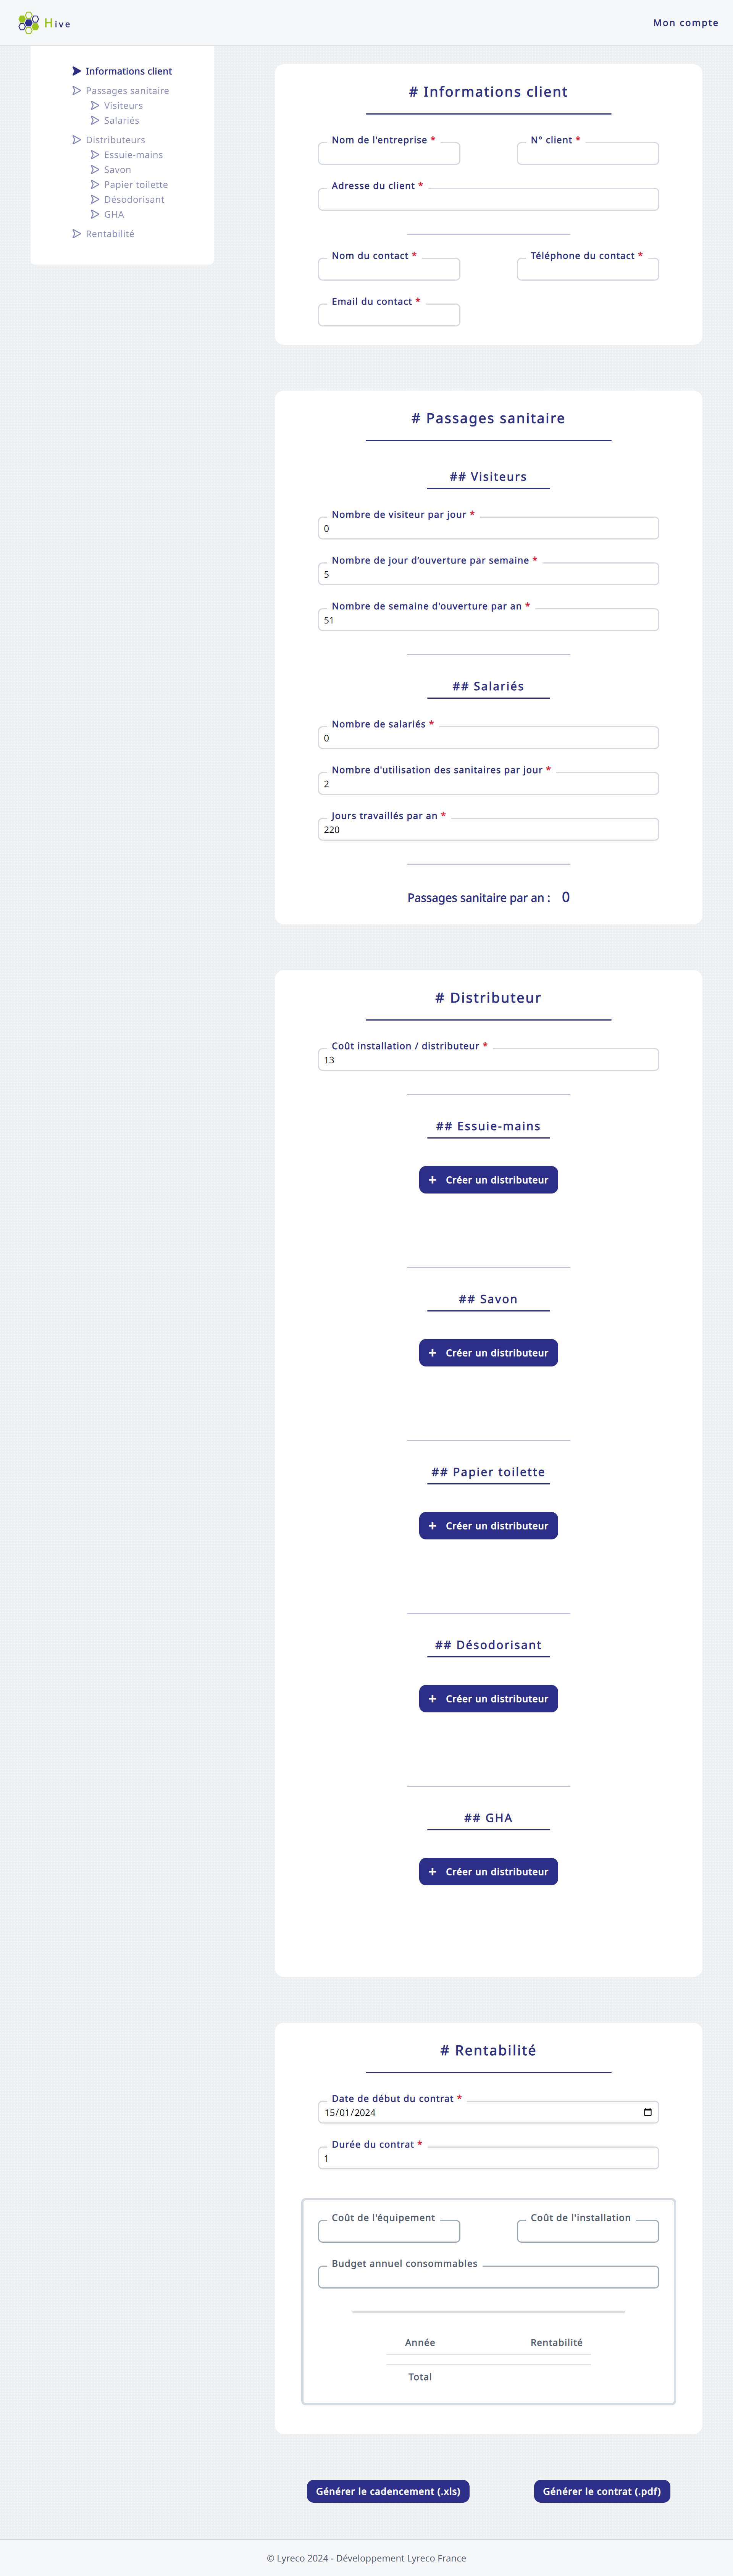 Hive
Mon compte
Informations client
Passages sanitaire
Visiteurs
Salariés
Distributeurs
Essuie-mains
Savon
Papier toilette
Désodorisant
GHA
Rentabilité
# Informations client
Nom de l'entreprise *
N° client *
Adresse du client *
Nom du contact *
Téléphone du contact *
Email du contact *
# Passages sanitaire
## Visiteurs
Nombre de visiteur par jour *
0
Nombre de jour d'ouverture par semaine *
5
Nombre de semaine d'ouverture par an *
51
## Salariés
Nombre de salariés *
0
Nombre d'utilisation des sanitaires par jour *
2
Jours travaillés par an *
220
Passages sanitaire par an : 0
# Distributeur
Coût installation / distributeur *
13
## Essuie-mains
+ Créer un distributeur
## Savon
+ Créer un distributeur
## Papier toilette
+ Créer un distributeur
## Désodorisant
+ Créer un distributeur
## GHA
+ Créer un distributeur
# Rentabilité
Date de début du contrat *
15/01/2024
Durée du contrat *
1
Coût de l'équipement
Coût de l'installation
Budget annuel consommables
Année Rentabilité
Total
Générer le cadencement (.xls)
Générer le contrat (.pdf)
© Lyreco 2024 - Développement Lyreco France